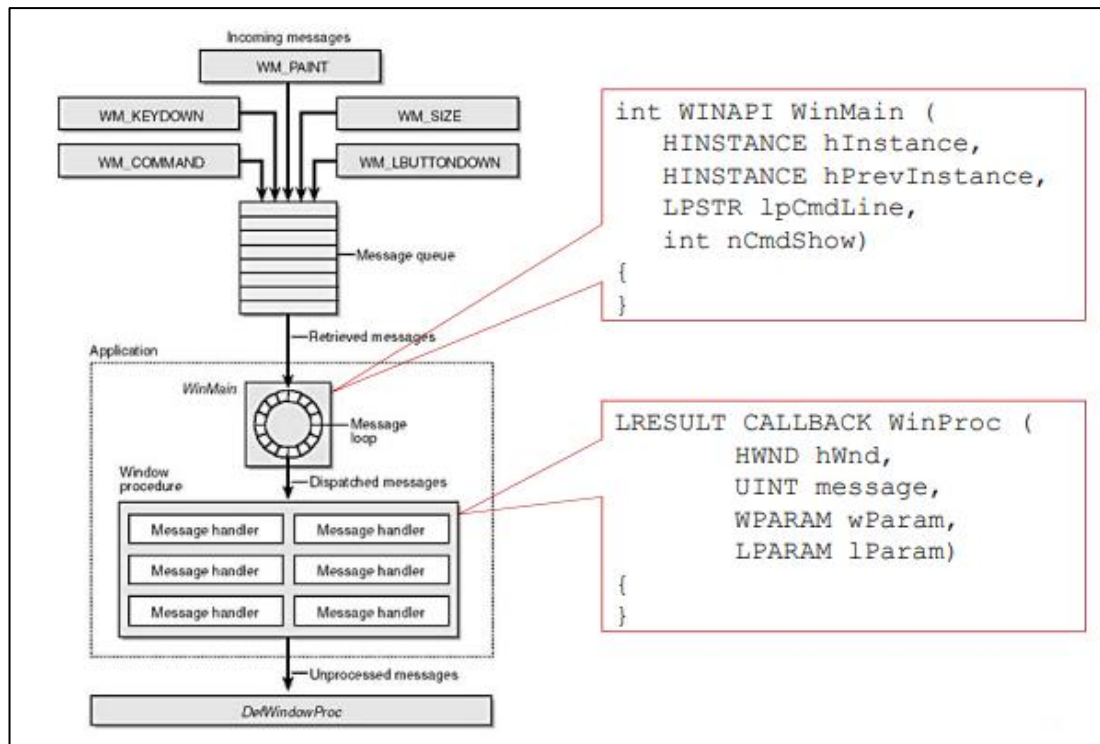 Incoming messages
WM_PAINT
WM_KEYDOWN
WM_SIZE
WM_COMMAND
WM_LBUTTONDOWN
Message queue
Retrieved messages
Application
WinMain
Message
loop
Window
procedure
Dispatched messages
Message handler
Message handler
Message handler
Message handler
Message handler
Message handler
Unprocessed messages
DefWindowProc
int WINAPI WinMain (
HINSTANCE hInstance,
HINSTANCE hPrevInstance,
LPSTR lpCmdLine,
int nCmdShow)
{
}
LRESULT CALLBACK WinProc (
HWND hWnd,
UINT message,
WPARAM wParam,
LPARAM lParam)
{
}